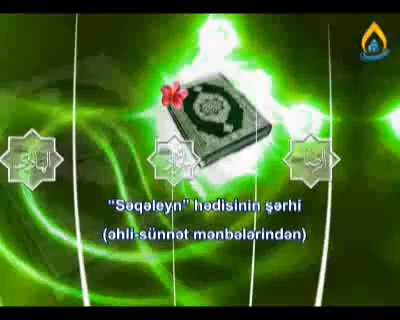 “Səqəleyn” hədisinin şərhi
(əhli-sünnət mənbələrindən)